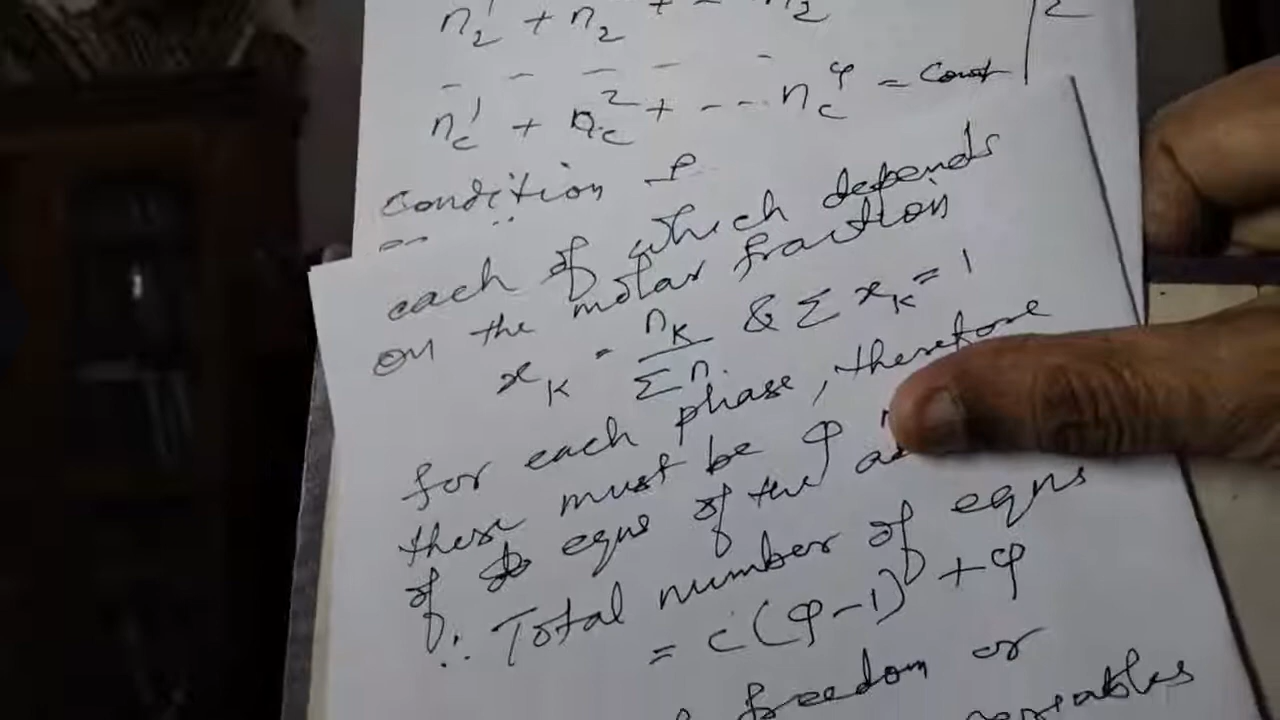 n₂¹ + n₂ + - - n₂
- - - - -
n_c¹ + n_c² + - - - n_c^φ = Const
condition
each of which depends
on the molar fraction
x_K = n_K / Σn & Σ x_K = 1
for each phase, therefore
there must be φ
of eqns of the
∴ Total number of eqns
= c(φ-1) + φ
freedom or